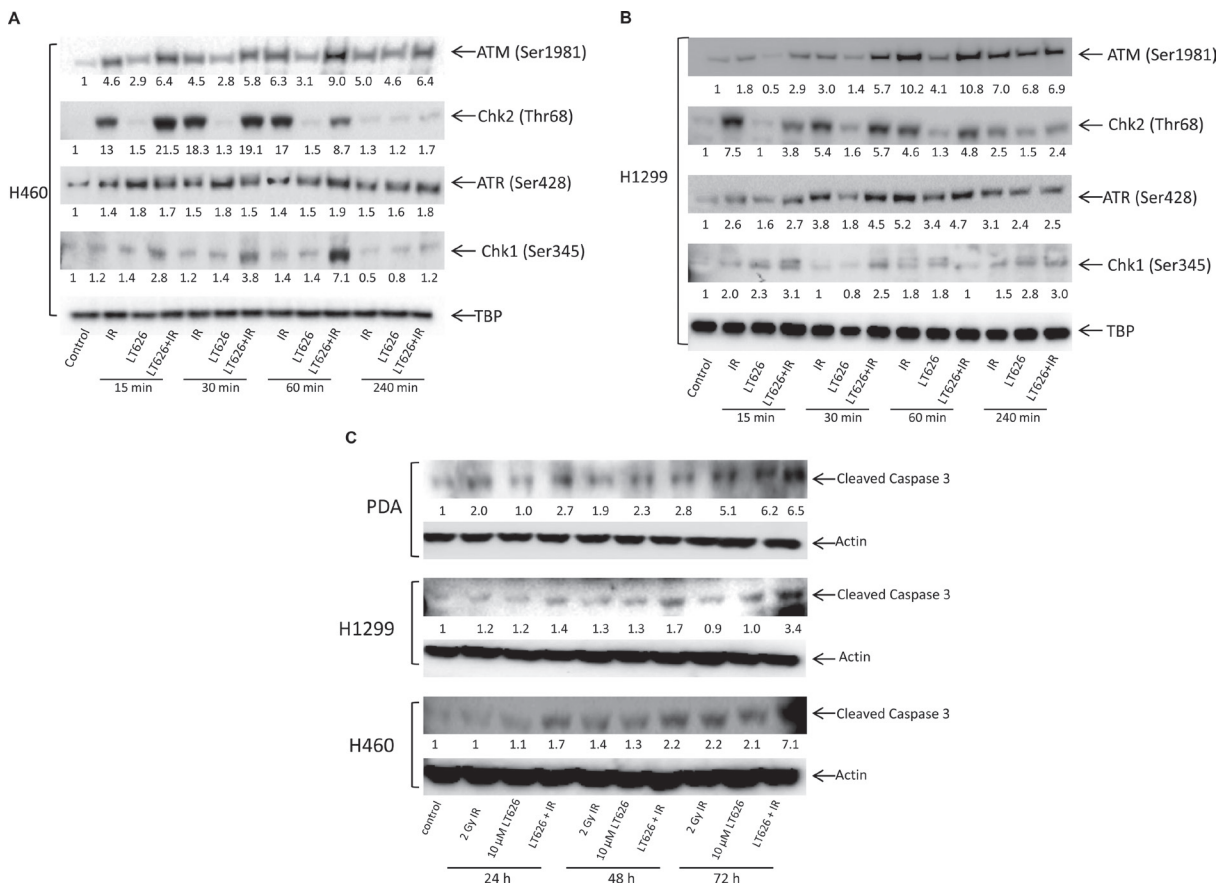 A
H460
ATM (Ser1981)
1 4.6 2.9 6.4 4.5 2.8 5.8 6.3 3.1 9.0 5.0 4.6 6.4
Chk2 (Thr68)
1 13 1.5 21.5 18.3 1.5 19.1 17 1.5 8.7 1.3 1.2 1.7
ATR (Ser428)
1 1.4 1.8 1.7 1.5 1.8 1.5 1.4 1.5 1.9 1.5 1.6 1.8
Chk1 (Ser345)
1 1.2 1.4 2.8 1.2 1.4 3.8 1.4 1.4 7.1 0.5 0.8 1.2
TBP
Control IR LT626 LT626+IR IR LT626 LT626+IR IR LT626 LT626+IR IR LT626 LT626+IR
15 min 30 min 60 min 240 min
B
H1299
ATM (Ser1981)
1 1.8 0.5 2.9 3.0 1.4 5.7 10.2 4.1 10.8 7.0 6.8 6.9
Chk2 (Thr68)
1 7.5 1 3.8 5.4 1.6 5.7 4.6 1.3 4.8 2.5 1.5 2.4
ATR (Ser428)
1 2.6 1.6 2.7 3.8 1.8 4.5 5.2 3.4 4.7 3.1 2.4 2.5
Chk1 (Ser345)
1 2.0 2.3 3.1 1 0.8 2.5 1.8 1.8 1 1.5 2.8 3.0
TBP
Control IR LT626 LT626+IR IR LT626 LT626+IR IR LT626 LT626+IR IR LT626 LT626+IR
15 min 30 min 60 min 240 min
C
PDA
Cleaved Caspase 3
1 2.0 1.0 2.7 1.9 2.3 2.8 5.1 6.2 6.5
Actin
H1299
Cleaved Caspase 3
1 1.2 1.2 1.4 1.3 1.3 1.7 0.9 1.0 3.4
Actin
H460
Cleaved Caspase 3
1 1 1.1 1.7 1.4 1.3 2.2 2.2 2.1 7.1
Actin
control 2 Gy IR 10 µM LT626 LT626 + IR 2 Gy IR 10 µM LT626 LT626 + IR 2 Gy IR 10 µM LT626 LT626 + IR
24 h 48 h 72 h